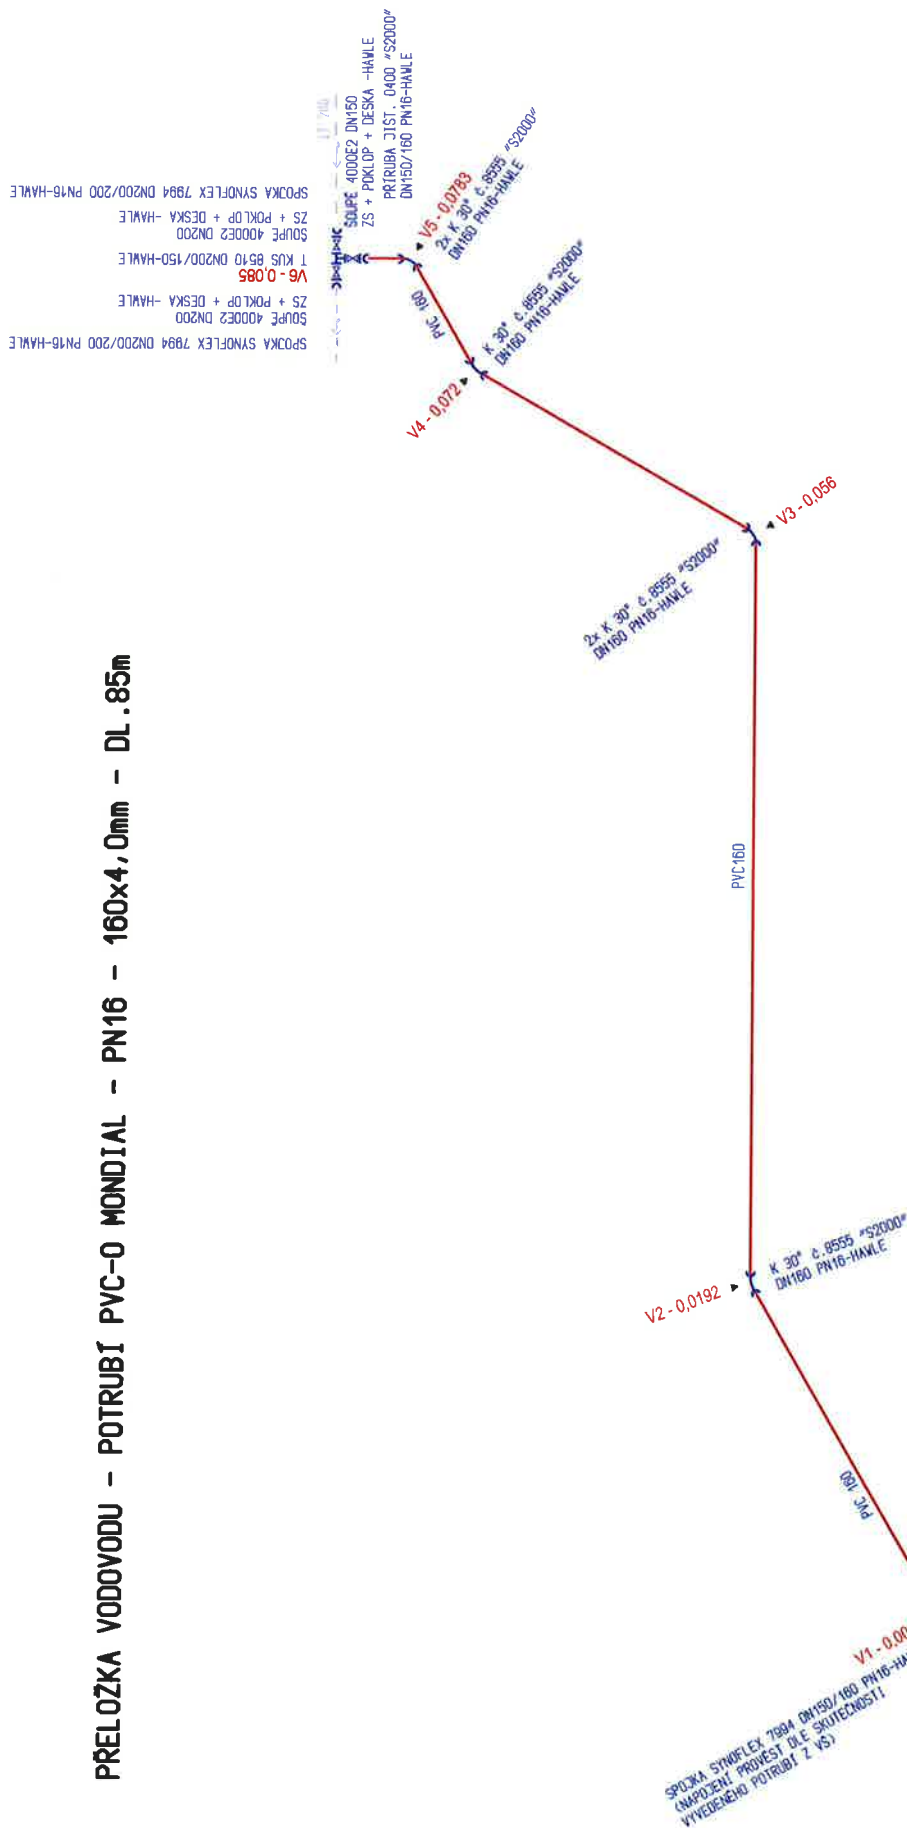 PŘELOŽKA VODOVODU - POTRUBÍ PVC-O MONDIAL - PN16 - 160x4,0mm - DL.85m
SPOJKA SYNOFLEX 7994 DN200/200 PN16-HAWLE
ŠOUPĚ 4000E2 DN200
ZS + POKLOP + DESKA -HAWLE
V6 - 0,085
T KUS 8510 DN200/150-HAWLE
ŠOUPĚ 4000E2 DN200
ZS + POKLOP + DESKA -HAWLE
SPOJKA SYNOFLEX 7994 DN200/200 PN16-HAWLE
ŠOUPĚ 4000E2 DN150
ZS + POKLOP + DESKA -HAWLE
PŘÍRUBA JIŠT. 0400 "S2000"
DN150/160 PN16-HAWLE
V5 - 0,0783
2x K 30° č.8555 "S2000"
DN160 PN16-HAWLE
PVC 160
K 30° č.8555 "S2000"
DN160 PN16-HAWLE
V4 - 0,072
V3 - 0,056
2x K 30° č.8555 "S2000"
DN160 PN16-HAWLE
PVC160
V2 - 0,0192
K 30° č.8555 "S2000"
DN160 PN16-HAWLE
PVC 160
V1 - 0,00
SPOJKA SYNOFLEX 7994 DN150/160 PN16-HA
(NAPOJENÍ PROVÉST DLE SKUTEČNOSTI
VYVEDENÉHO POTRUBÍ Z VŠ)